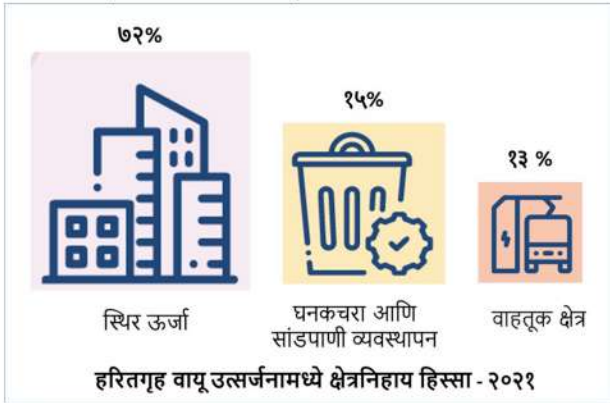 ७२%
१५%
१३ %
स्थिर ऊर्जा
घनकचरा आणि
सांडपाणी व्यवस्थापन
वाहतूक क्षेत्र
हरितगृह वायू उत्सर्जनामध्ये क्षेत्रनिहाय हिस्सा - २०२१